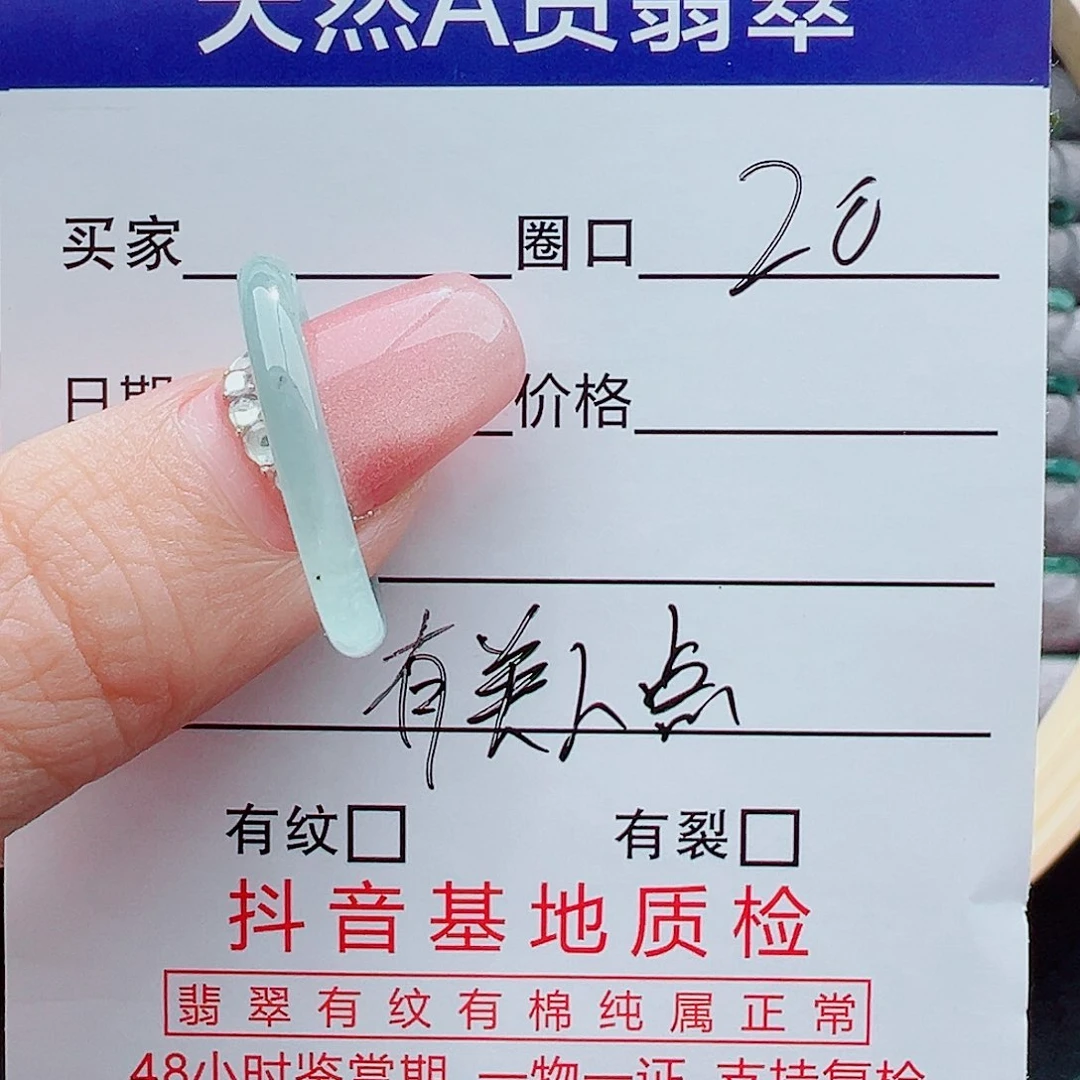 天然A货翡翠
买家 圈口 20
日期 价格
有美人点
有纹□ 有裂□
抖音基地质检
翡翠有纹有棉纯属正常
48小时鉴赏期 一物一证 支持复检